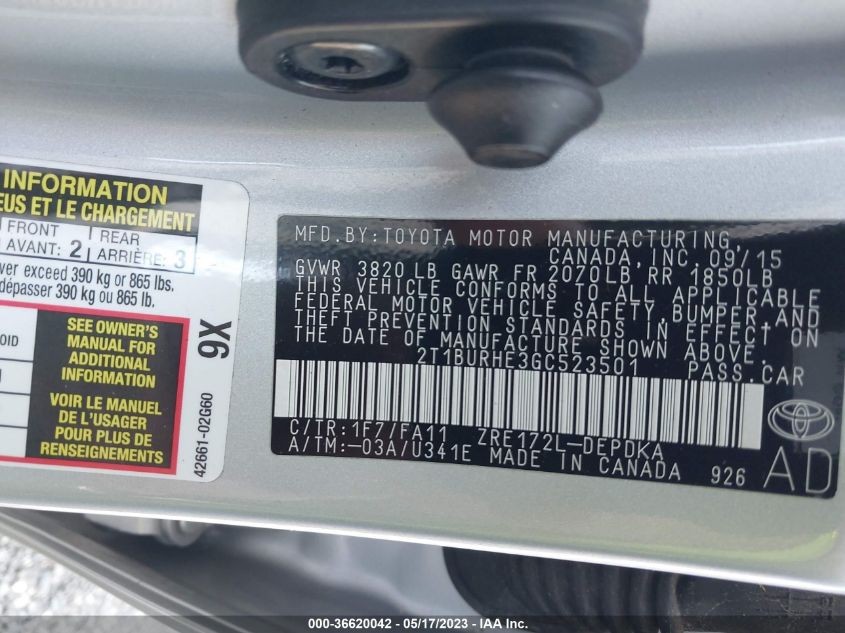 INFORMATION
EUS ET LE CHARGEMENT
FRONT
AVANT: 2
REAR
ARRIÈRE: 3
ver exceed 390 kg or 865 lbs.
dépasser 390 kg ou 865 lb.
OID
SEE OWNER'S
MANUAL FOR
ADDITIONAL
INFORMATION
VOIR LE MANUEL
DE L'USAGER
POUR PLUS DE
RENSEIGNEMENTS
9X
42661-02G60
MFD.BY:TOYOTA MOTOR MANUFACTURING,
CANADA, INC. 09/15
GVWR 3820LB GAWR FR 2070LB RR 1850LB
THIS VEHICLE CONFORMS TO ALL APPLICABLE
FEDERAL MOTOR VEHICLE SAFETY, BUMPER, AND
THEFT PREVENTION STANDARDS IN EFFECT ON
THE DATE OF MANUFACTURE SHOWN ABOVE.
2T1BURHE3GC523501 PASS.CAR
C/TR:1F7/FA11 ZRE172L-DEPDKA
A/TM:-03A/U341E MADE IN CANADA 926
TOYOTA
AD
000-36620042 - 05/17/2023 - IAA Inc.